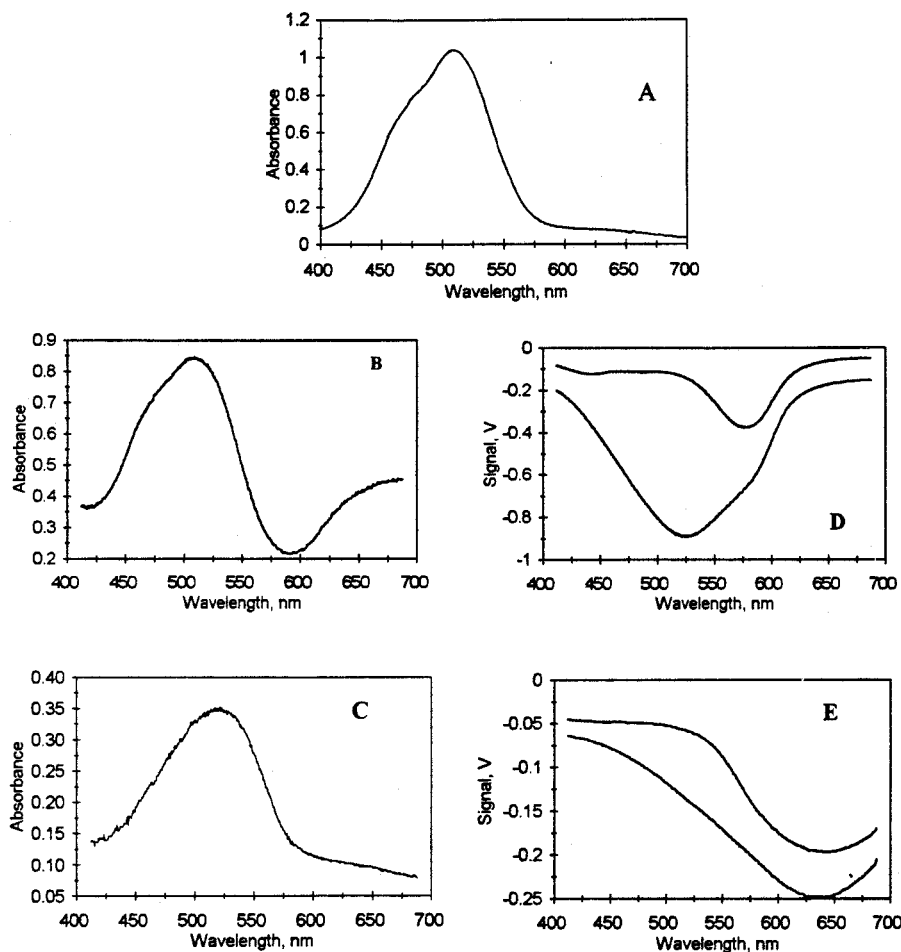 1.2
1
0.8
0.6
0.4
0.2
0
Absorbance
A
400 450 500 550 600 650 700
Wavelength, nm
0.9
0.8
0.7
0.6
0.5
0.4
0.3
0.2
Absorbance
B
400 450 500 550 600 650 700
Wavelength, nm
0
-0.2
-0.4
-0.6
-0.8
-1
Signal, V
D
400 450 500 550 600 650 700
Wavelength, nm
0.40
0.35
0.30
0.25
0.20
0.15
0.10
0.05
Absorbance
C
400 450 500 550 600 650 700
Wavelength, nm
0
-0.05
-0.10
-0.15
-0.20
-0.25
Signal, V
E
400 450 500 550 600 650 700
Wavelength, nm